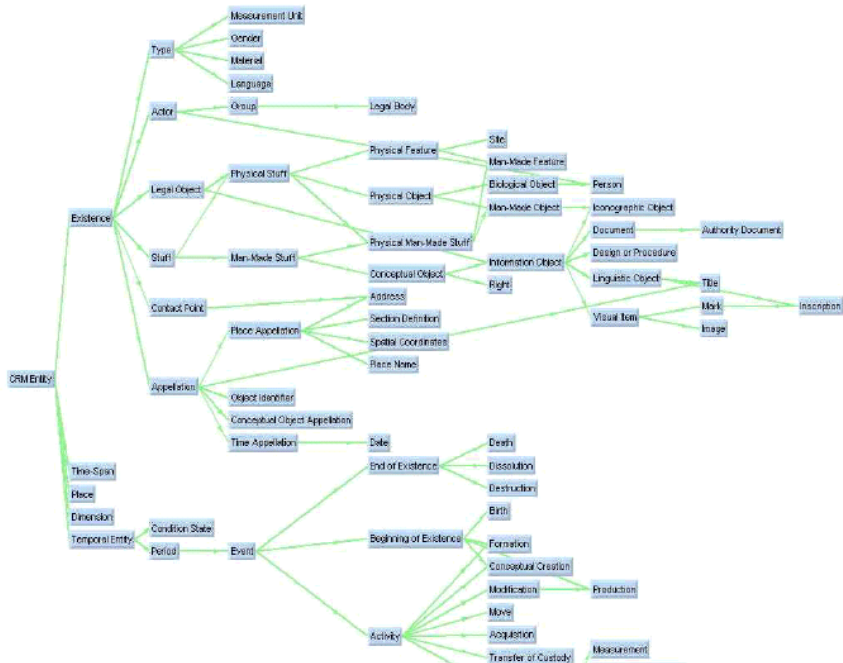 Measurement Unit
Gender
Type
Material
Language
Group
Legal Body
Actor
Site
Physical Feature
Man-Made Feature
Physical Stuff
Biological Object
Person
Legal Object
Physical Object
Man-Made Object
Iconographic Object
Existence
Document
Authority Document
Physical Man-Made Stuff
Design or Procedure
Stuff
Man-Made Stuff
Information Object
Conceptual Object
Linguistic Object
Title
Right
Address
Contact Point
Mark
Inscription
Section Definition
Visual Item
Place Appellation
Image
Spatial Coordinates
Place Name
CRM Entity
Appellation
Object Identifier
Conceptual Object Appellation
Time Appellation
Date
Death
End of Existence
Dissolution
Time-Span
Destruction
Place
Birth
Dimension
Condition State
Temporal Entity
Beginning of Existence
Formation
Period
Event
Conceptual Creation
Modification
Production
Move
Activity
Acquisition
Transfer of Custody
Measurement